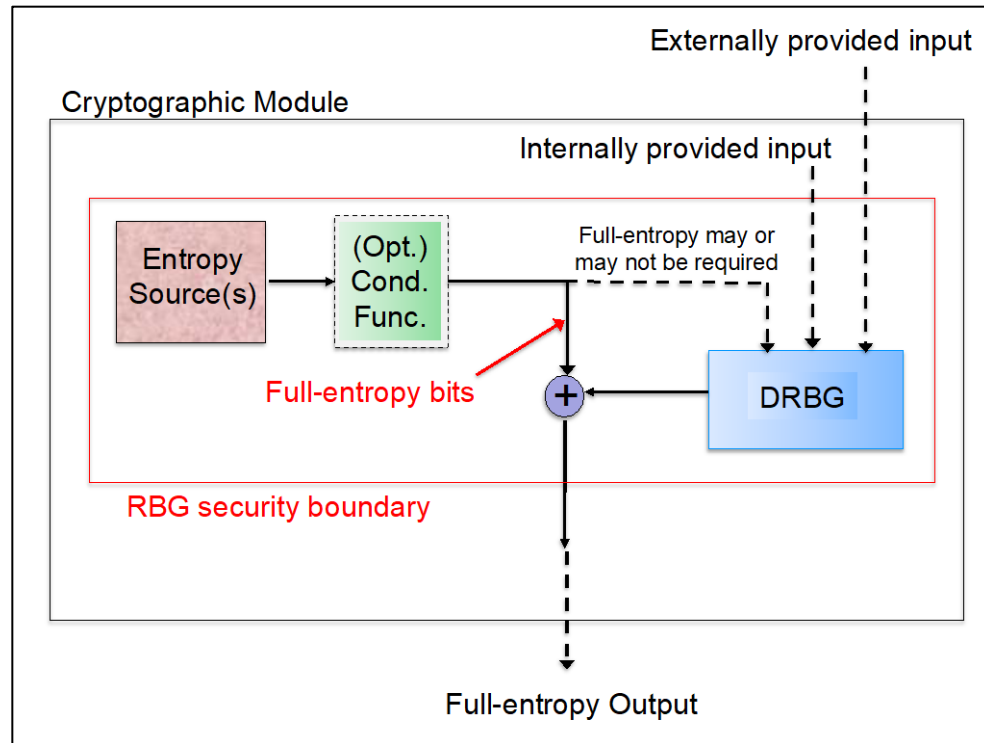 Externally provided input
Cryptographic Module
Internally provided input
Entropy
Source(s)
(Opt.)
Cond.
Func.
Full-entropy may or
may not be required
Full-entropy bits
+
DRBG
RBG security boundary
Full-entropy Output